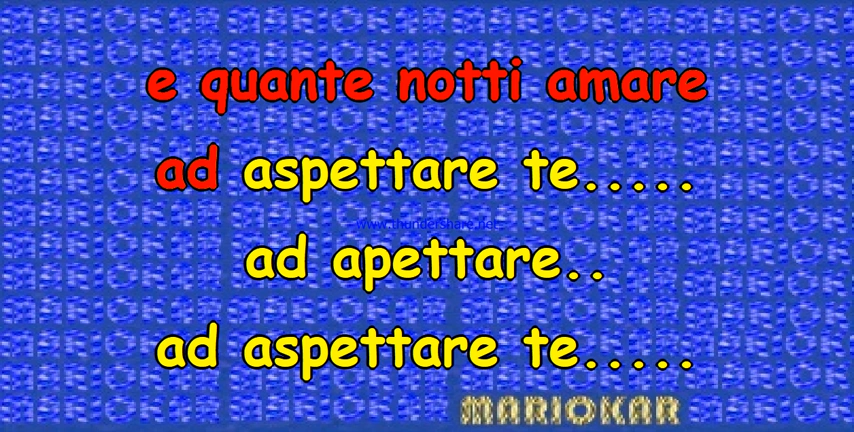 e quante notti amare
ad aspettare te.....
www.thundershare.net
ad apettare..
ad aspettare te.....
MARIOKAR